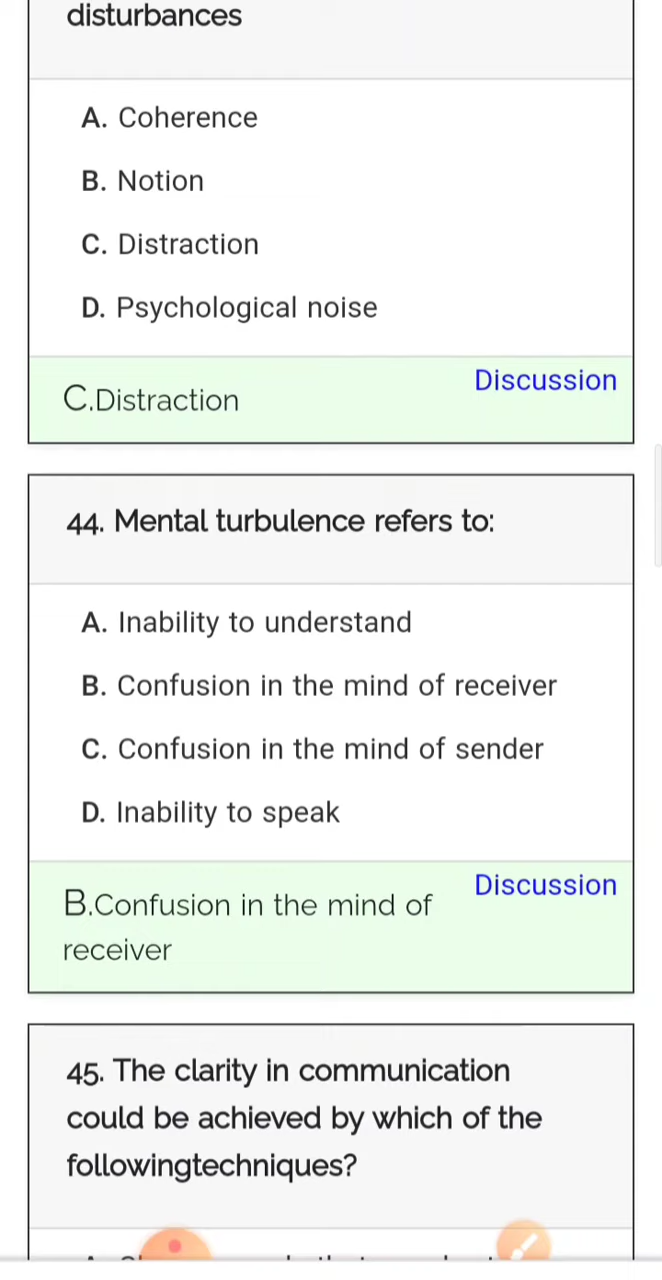 disturbances
A. Coherence
B. Notion
C. Distraction
D. Psychological noise
Discussion
C.Distraction
44. Mental turbulence refers to:
A. Inability to understand
B. Confusion in the mind of receiver
C. Confusion in the mind of sender
D. Inability to speak
Discussion
B.Confusion in the mind of
receiver
45. The clarity in communication
could be achieved by which of the
followingtechniques?